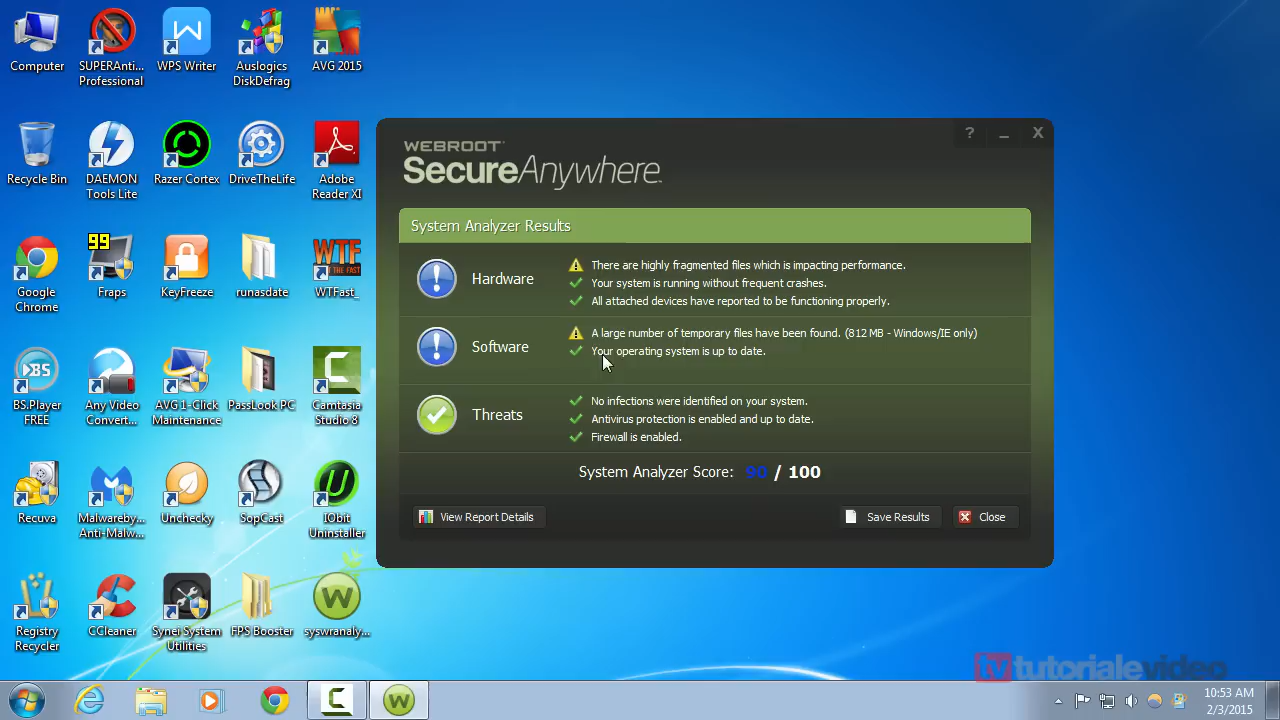 Computer
SUPERAnti...
Professional
WPS Writer
Auslogics
DiskDefrag
AVG 2015
Recycle Bin
DAEMON
Tools Lite
Razer Cortex
DriveTheLife
Adobe
Reader XI
Google
Chrome
99
Fraps
KeyFreeze
runasdate
WTF
THE FAST
WTFast_
BS
BS.Player
FREE
Any Video
Convert...
AVG 1-Click
Maintenance
PassLook PC
Camtasia
Studio 8
Recuva
Malwareby...
Anti-Malw...
Unchecky
SopCast
IObit
Uninstaller
Registry
Recycler
CCleaner
Synei System
Utilities
FPS Booster
syswranaly...
WEBROOT
SecureAnywhere.
? _ X
System Analyzer Results
Hardware
There are highly fragmented files which is impacting performance.
Your system is running without frequent crashes.
All attached devices have reported to be functioning properly.
Software
A large number of temporary files have been found. (812 MB - Windows/IE only)
Your operating system is up to date.
Threats
No infections were identified on your system.
Antivirus protection is enabled and up to date.
Firewall is enabled.
System Analyzer Score: 90 / 100
View Report Details
Save Results
Close
tvtutorialevideo
10:53 AM
2/3/2015